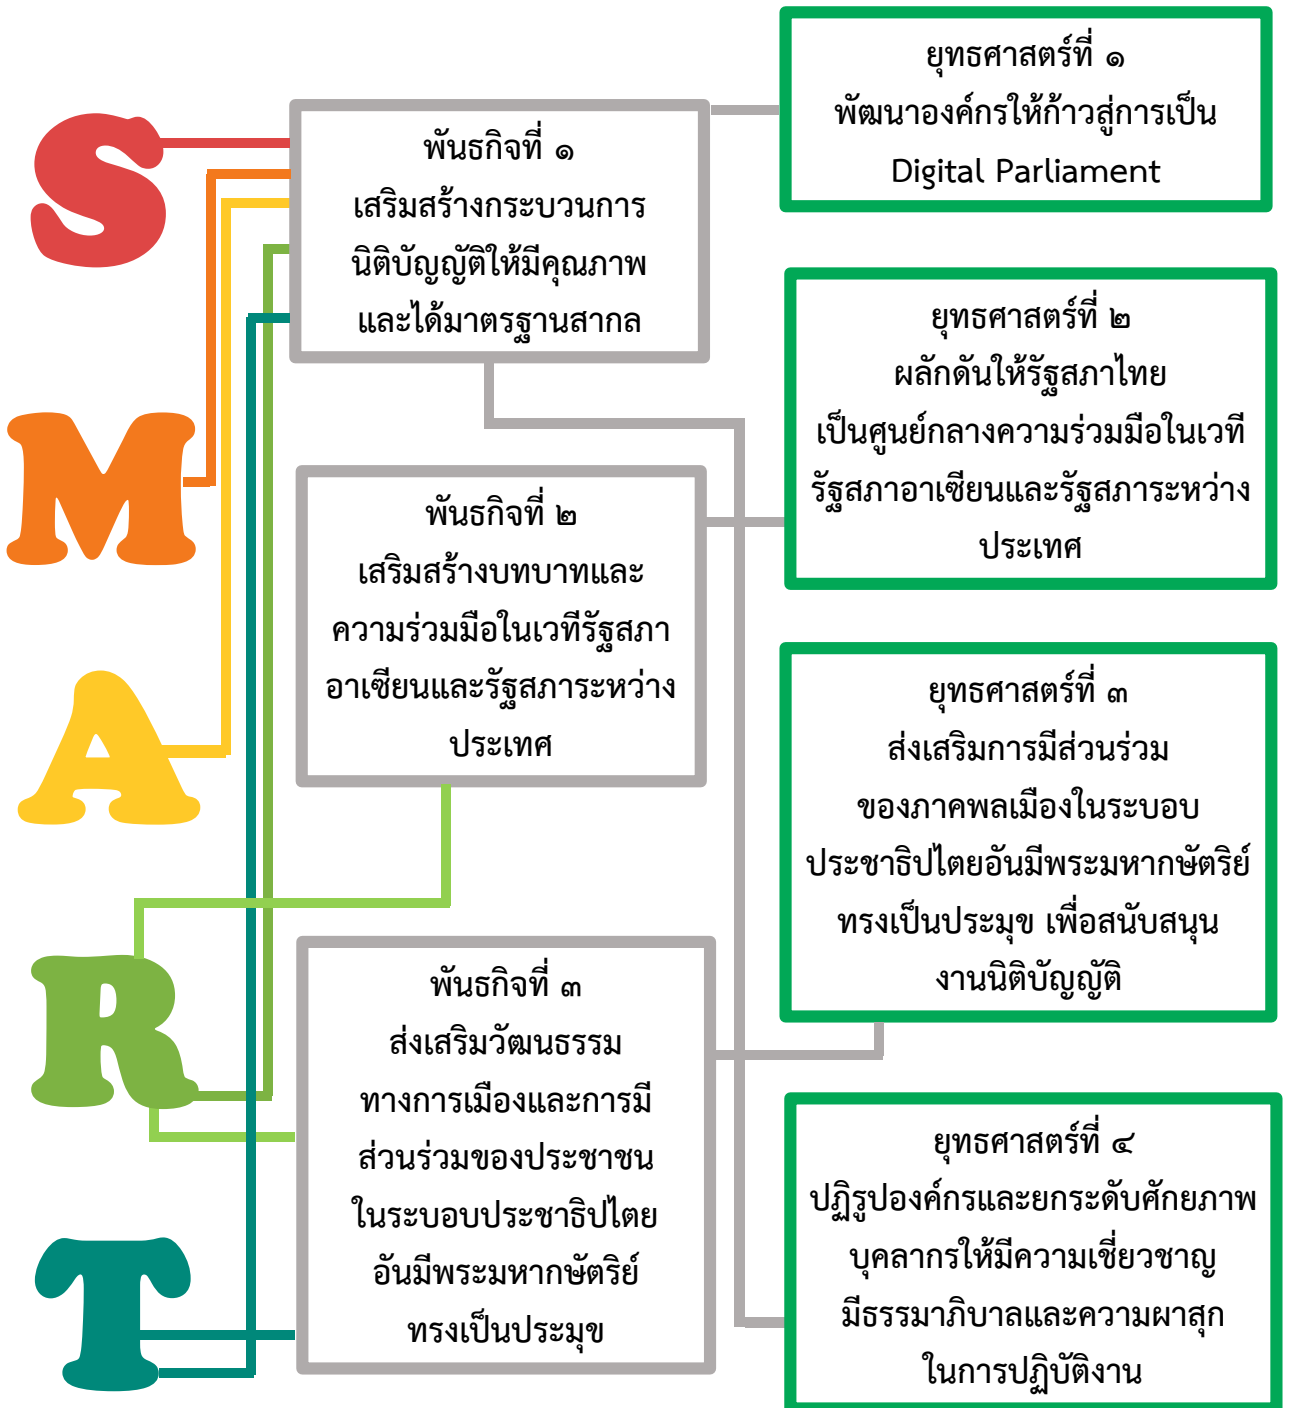 S
M
A
R
T
พันธกิจที่ ๑
เสริมสร้างกระบวนการ
นิติบัญญัติให้มีคุณภาพ
และได้มาตรฐานสากล
พันธกิจที่ ๒
เสริมสร้างบทบาทและ
ความร่วมมือในเวทีรัฐสภา
อาเซียนและรัฐสภาระหว่าง
ประเทศ
พันธกิจที่ ๓
ส่งเสริมวัฒนธรรม
ทางการเมืองและการมี
ส่วนร่วมของประชาชน
ในระบอบประชาธิปไตย
อันมีพระมหากษัตริย์
ทรงเป็นประมุข
ยุทธศาสตร์ที่ ๑
พัฒนาองค์กรให้ก้าวสู่การเป็น
Digital Parliament
ยุทธศาสตร์ที่ ๒
ผลักดันให้รัฐสภาไทย
เป็นศูนย์กลางความร่วมมือในเวที
รัฐสภาอาเซียนและรัฐสภาระหว่าง
ประเทศ
ยุทธศาสตร์ที่ ๓
ส่งเสริมการมีส่วนร่วม
ของภาคพลเมืองในระบอบ
ประชาธิปไตยอันมีพระมหากษัตริย์
ทรงเป็นประมุข เพื่อสนับสนุน
งานนิติบัญญัติ
ยุทธศาสตร์ที่ ๔
ปฏิรูปองค์กรและยกระดับศักยภาพ
บุคลากรให้มีความเชี่ยวชาญ
มีธรรมาภิบาลและความผาสุก
ในการปฏิบัติงาน